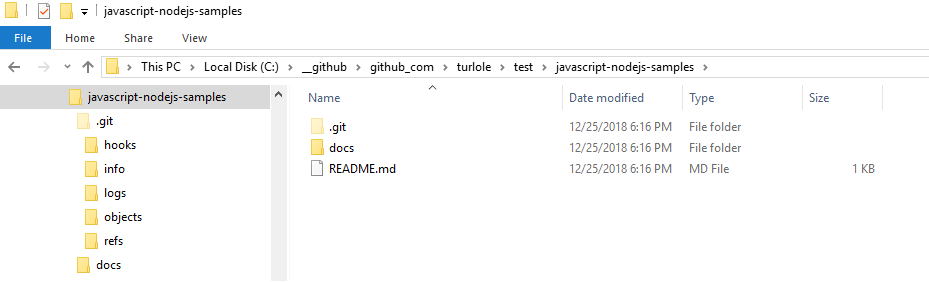 javascript-nodejs-samples
File Home Share View
This PC Local Disk (C:) __github github_com turlole test javascript-nodejs-samples
javascript-nodejs-samples
.git
hooks
info
logs
objects
refs
docs
Name Date modified Type Size
.git 12/25/2018 6:16 PM File folder
docs 12/25/2018 6:16 PM File folder
README.md 12/25/2018 6:16 PM MD File 1 KB